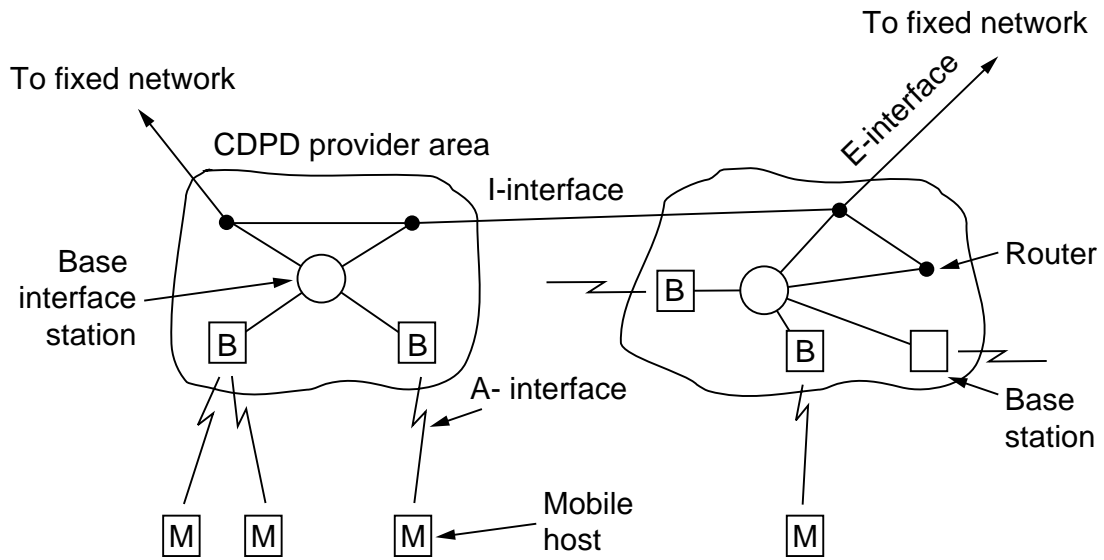 To fixed network
To fixed network
E-interface
CDPD provider area
I-interface
Base
interface
station
Router
B
B
B
B
A- interface
Base
station
Mobile
host
M
M
M
M